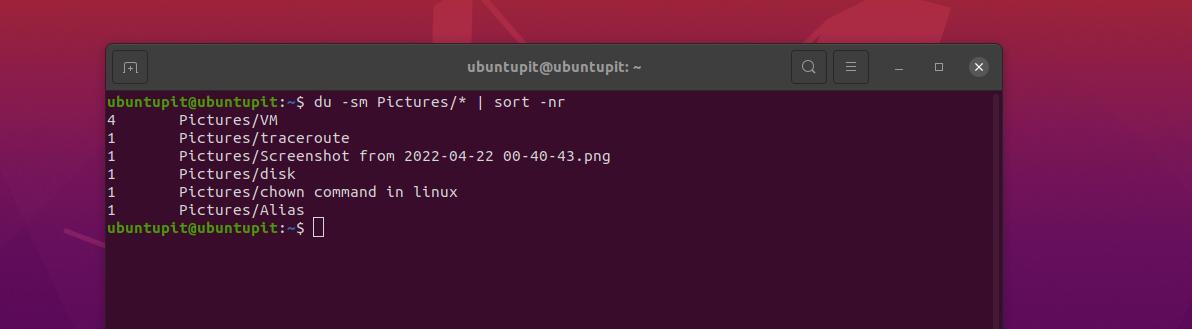 ubuntupit@ubuntupit: ~
ubuntupit@ubuntupit:~$ du -sm Pictures/* | sort -nr
4       Pictures/VM
1       Pictures/traceroute
1       Pictures/Screenshot from 2022-04-22 00-40-43.png
1       Pictures/disk
1       Pictures/chown command in linux
1       Pictures/Alias
ubuntupit@ubuntupit:~$